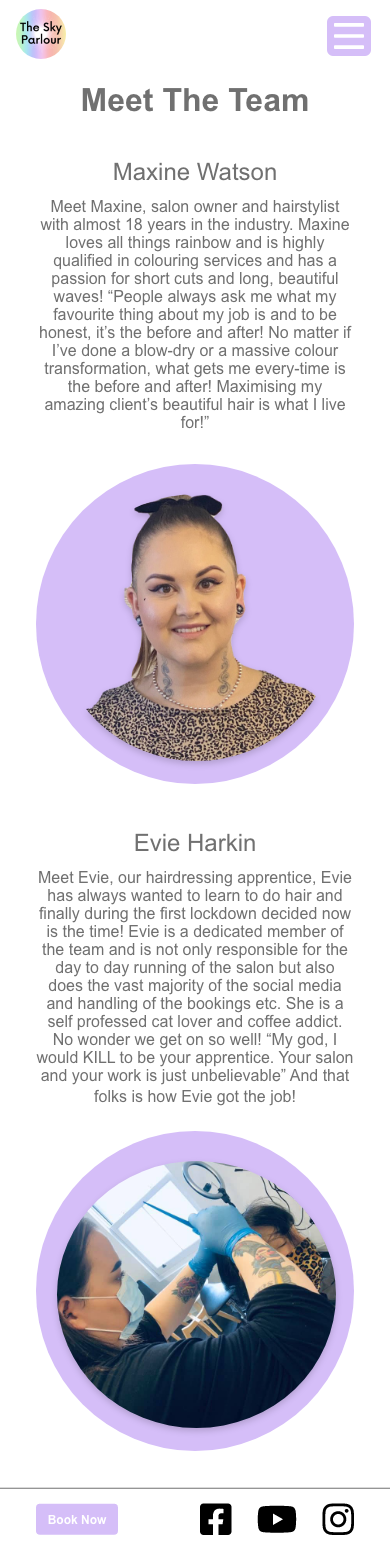 The Sky
Parlour
Meet The Team
Maxine Watson
Meet Maxine, salon owner and hairstylist
with almost 18 years in the industry. Maxine
loves all things rainbow and is highly
qualified in colouring services and has a
passion for short cuts and long, beautiful
waves! “People always ask me what my
favourite thing about my job is and to be
honest, it’s the before and after! No matter if
I’ve done a blow-dry or a massive colour
transformation, what gets me every-time is
the before and after! Maximising my
amazing client’s beautiful hair is what I live
for!”
Evie Harkin
Meet Evie, our hairdressing apprentice, Evie
has always wanted to learn to do hair and
finally during the first lockdown decided now
is the time! Evie is a dedicated member of
the team and is not only responsible for the
day to day running of the salon but also
does the vast majority of the social media
and handling of the bookings etc. She is a
self professed cat lover and coffee addict.
No wonder we get on so well! “My god, I
would KILL to be your apprentice. Your salon
and your work is just unbelievable” And that
folks is how Evie got the job!
Book Now